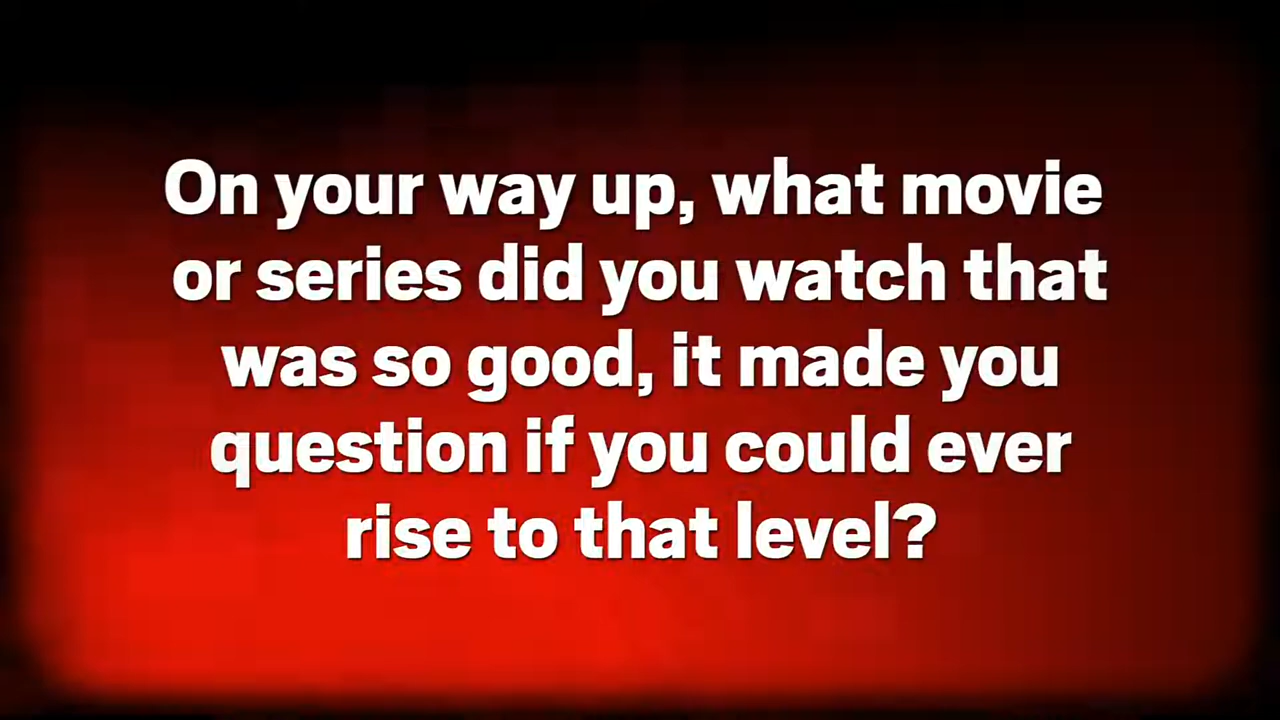 On your way up, what movie
or series did you watch that
was so good, it made you
question if you could ever
rise to that level?